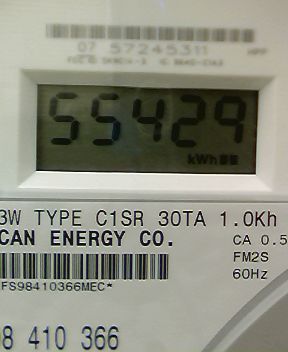 07 57245311
55429
kWh
3W TYPE C1SR 30TA 1.0Kh
CAN ENERGY CO.
CA 0.5
FM2S
60Hz
FS98410366MEC*
98 410 366